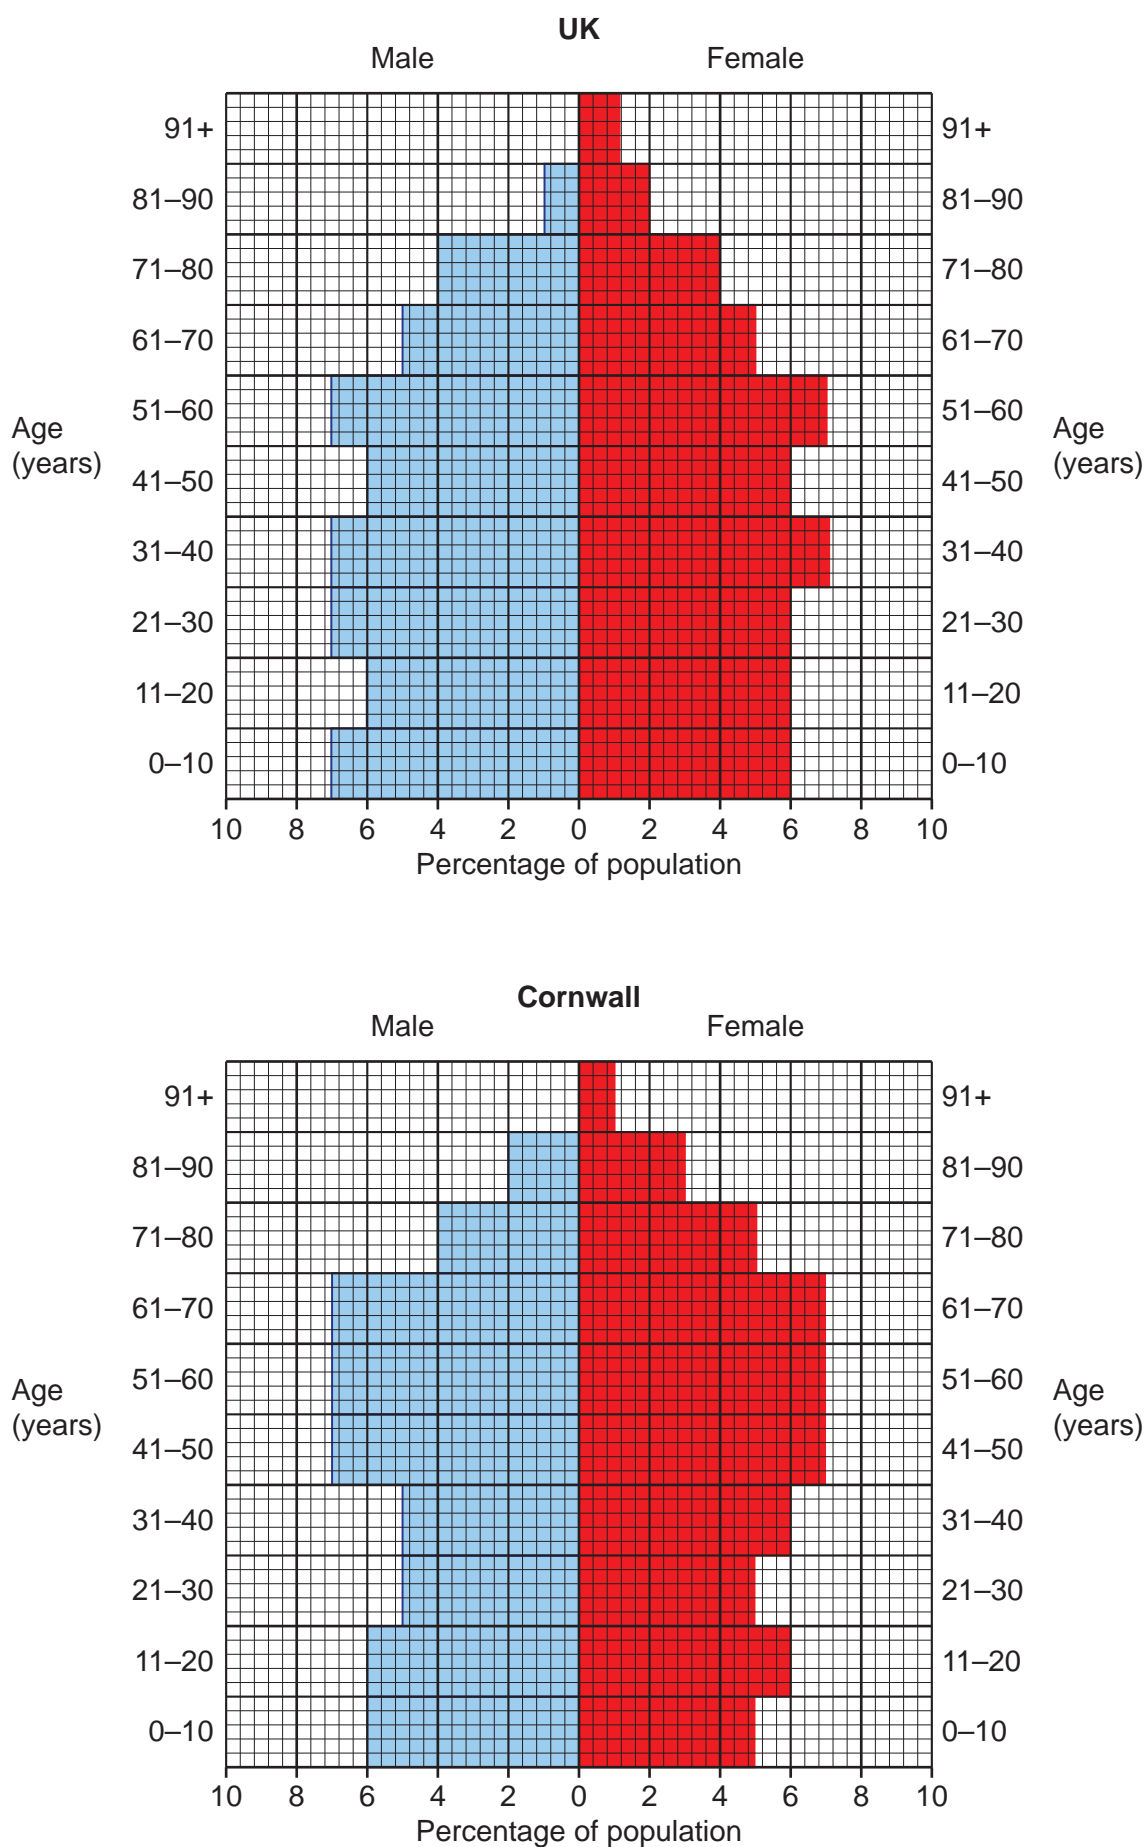 UK
Male Female
91+ 91+
81–90 81–90
71–80 71–80
61–70 61–70
51–60 51–60
Age (years) Age (years)
41–50 41–50
31–40 31–40
21–30 21–30
11–20 11–20
0–10 0–10
10 8 6 4 2 0 2 4 6 8 10
Percentage of population
Cornwall
Male Female
91+ 91+
81–90 81–90
71–80 71–80
61–70 61–70
51–60 51–60
Age (years) Age (years)
41–50 41–50
31–40 31–40
21–30 21–30
11–20 11–20
0–10 0–10
10 8 6 4 2 0 2 4 6 8 10
Percentage of population